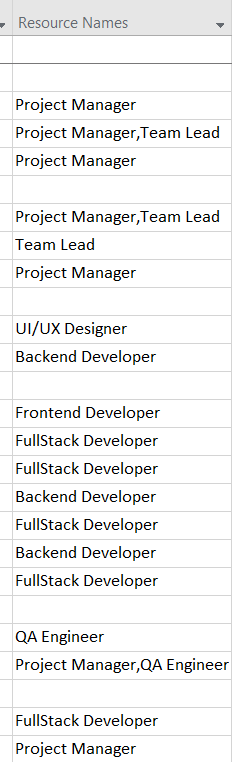 Resource Names
Project Manager
Project Manager,Team Lead
Project Manager
Project Manager,Team Lead
Team Lead
Project Manager
UI/UX Designer
Backend Developer
Frontend Developer
FullStack Developer
FullStack Developer
Backend Developer
FullStack Developer
Backend Developer
FullStack Developer
QA Engineer
Project Manager,QA Engineer
FullStack Developer
Project Manager